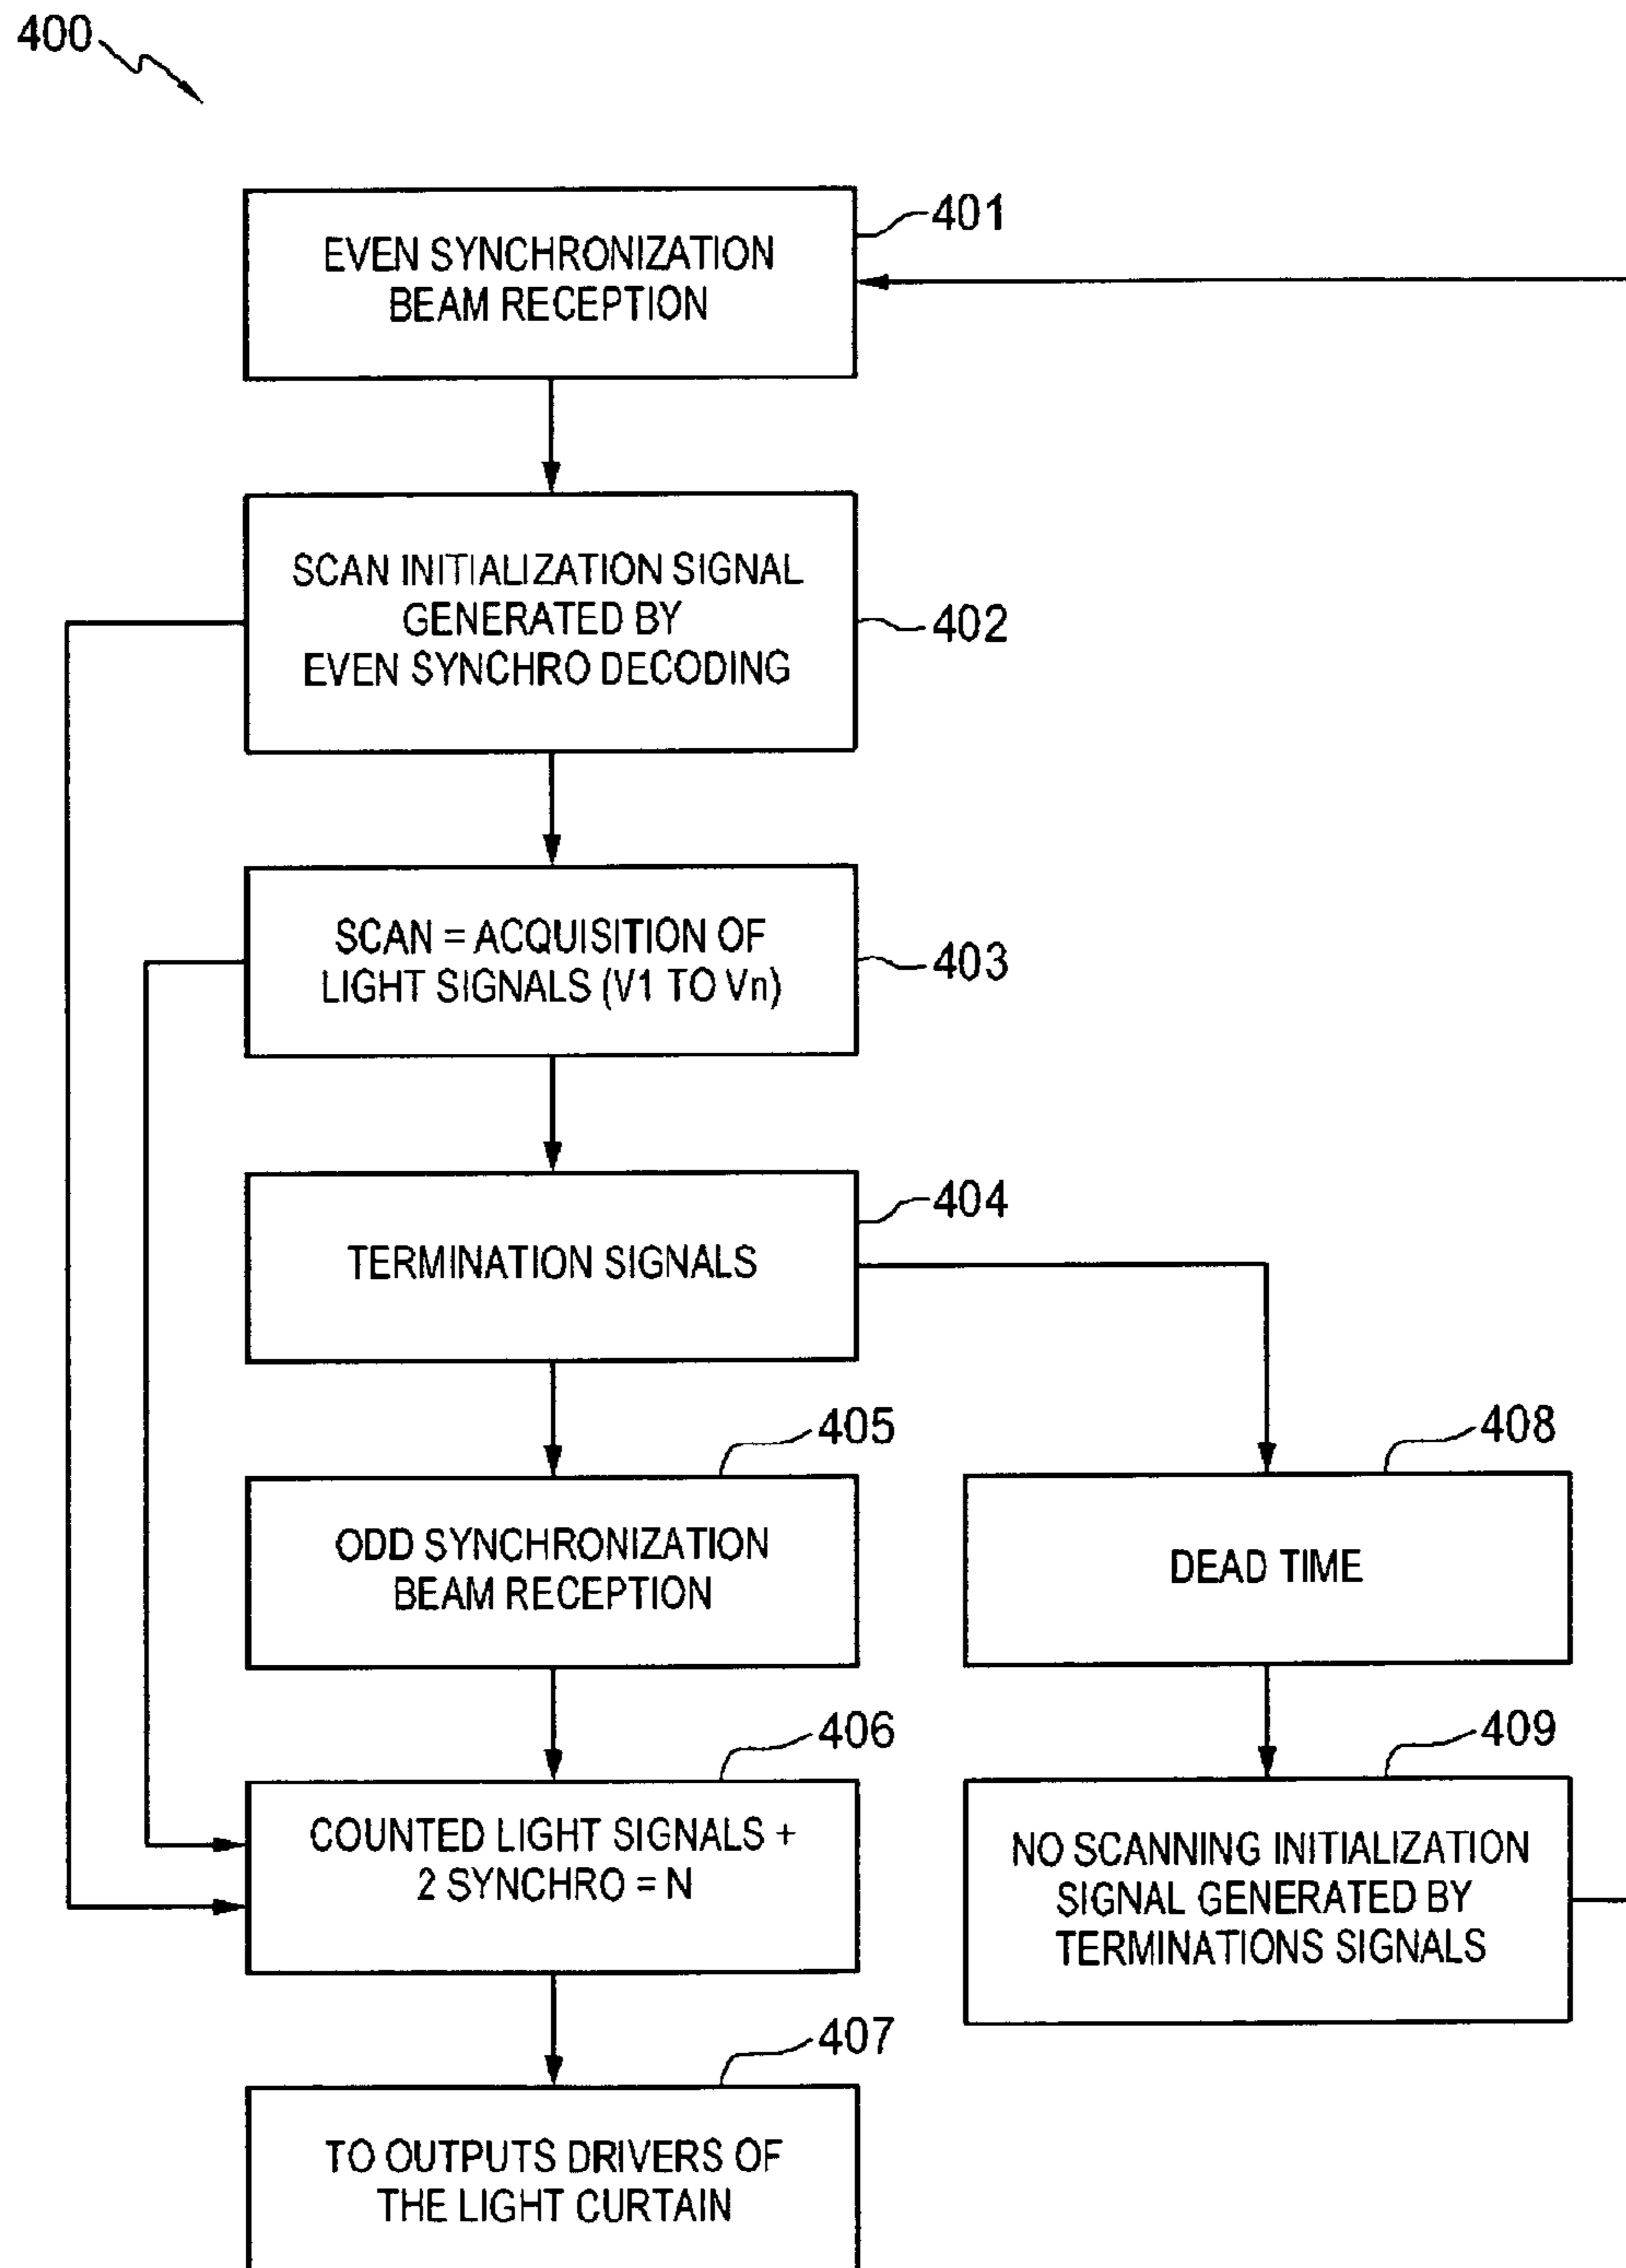 400
EVEN SYNCHRONIZATION
BEAM RECEPTION
401
SCAN INITIALIZATION SIGNAL
GENERATED BY
EVEN SYNCHRO DECODING
402
SCAN = ACQUISITION OF
LIGHT SIGNALS (V1 TO Vn)
403
TERMINATION SIGNALS
404
405
ODD SYNCHRONIZATION
BEAM RECEPTION
408
DEAD TIME
406
COUNTED LIGHT SIGNALS +
2 SYNCHRO = N
409
NO SCANNING INITIALIZATION
SIGNAL GENERATED BY
TERMINATIONS SIGNALS
407
TO OUTPUTS DRIVERS OF
THE LIGHT CURTAIN